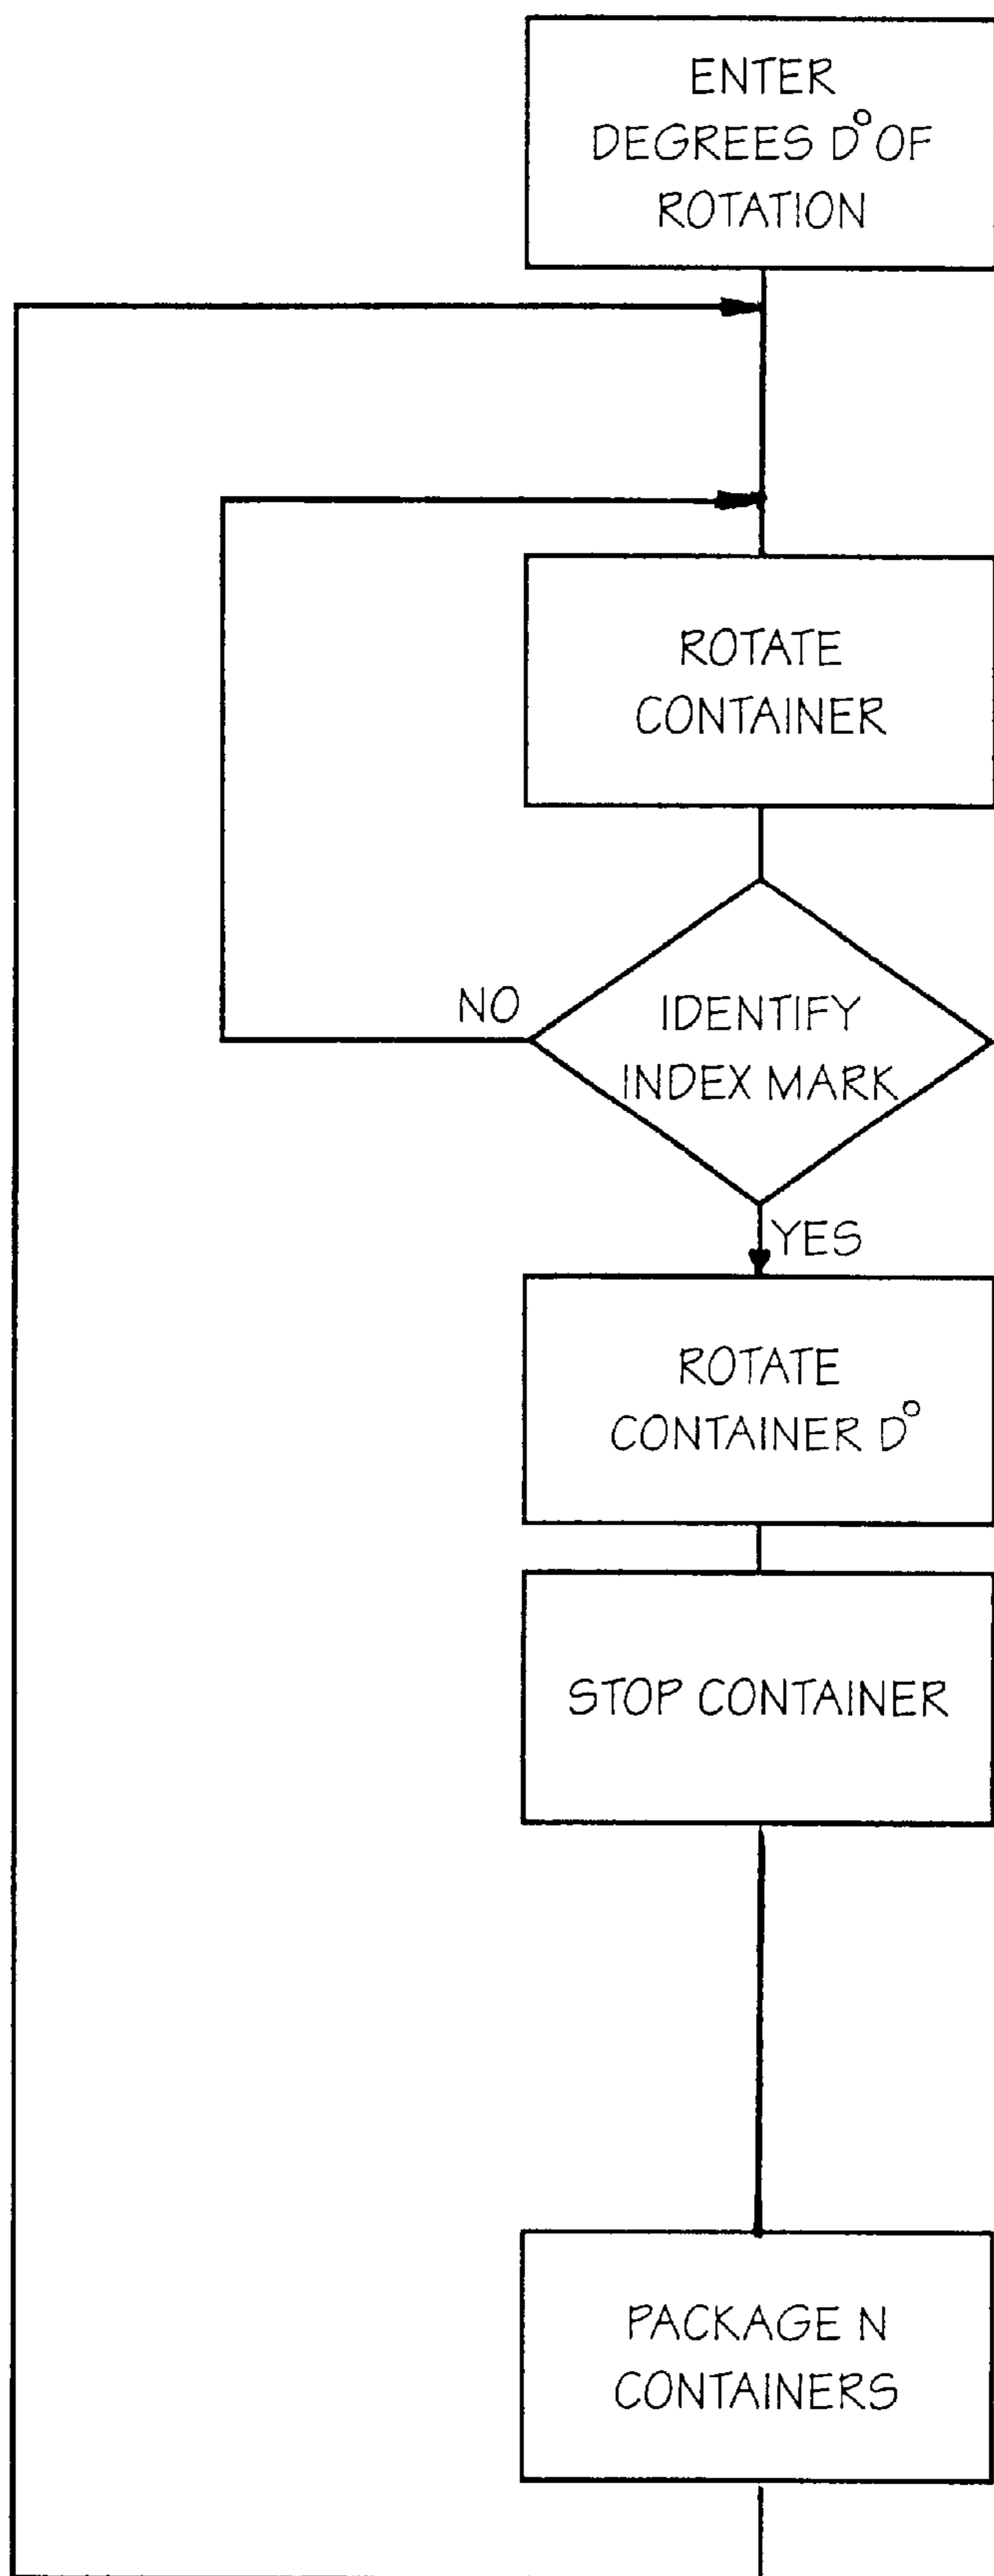 ENTER
DEGREES D° OF
ROTATION
ROTATE
CONTAINER
NO
IDENTIFY
INDEX MARK
YES
ROTATE
CONTAINER D°
STOP CONTAINER
PACKAGE N
CONTAINERS